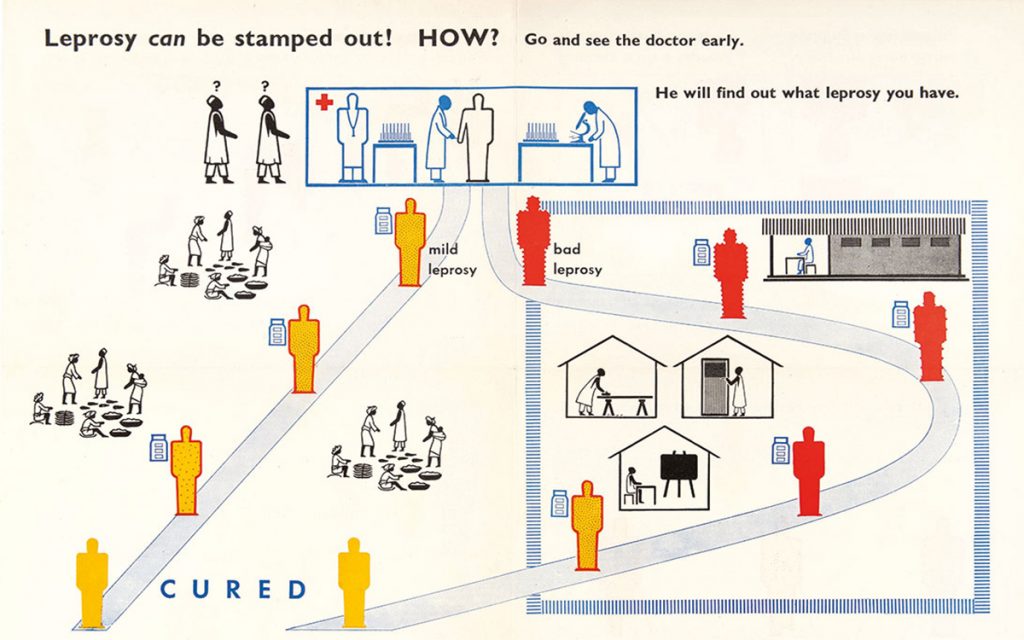 Leprosy can be stamped out! HOW? Go and see the doctor early.
? ?
He will find out what leprosy you have.
mild
leprosy
bad
leprosy
CURED